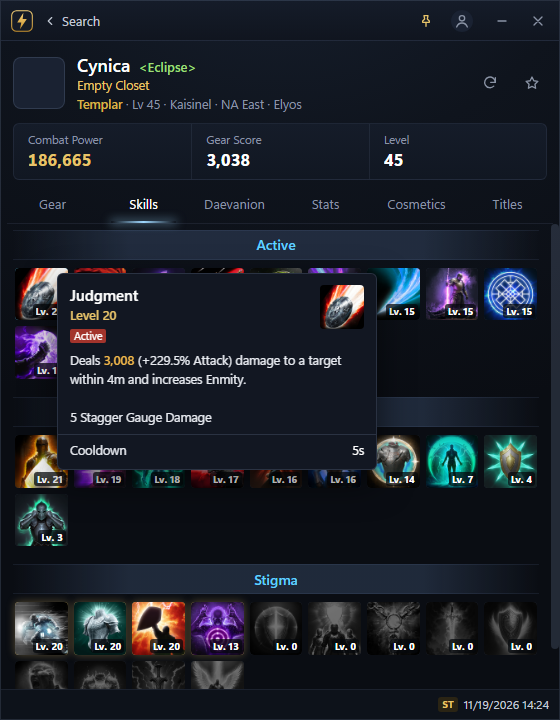 Search
Cynica <Eclipse>
Empty Closet
Templar · Lv 45 · Kaisinel · NA East · Elyos
Combat Power
186,665
Gear Score
3,038
Level
45
Gear
Skills
Daevanion
Stats
Cosmetics
Titles
Active
Lv. 15
Lv. 15
Lv. 15
Judgment
Level 20
Active
Deals 3,008 (+229.5% Attack) damage to a target
within 4m and increases Enmity.
5 Stagger Gauge Damage
Cooldown
5s
Lv. 21
Lv. 19
Lv. 18
Lv. 17
Lv. 16
Lv. 16
Lv. 14
Lv. 7
Lv. 4
Lv. 3
Stigma
Lv. 20
Lv. 20
Lv. 20
Lv. 13
Lv. 0
Lv. 0
Lv. 0
Lv. 0
Lv. 0
ST 11/19/2026 14:24